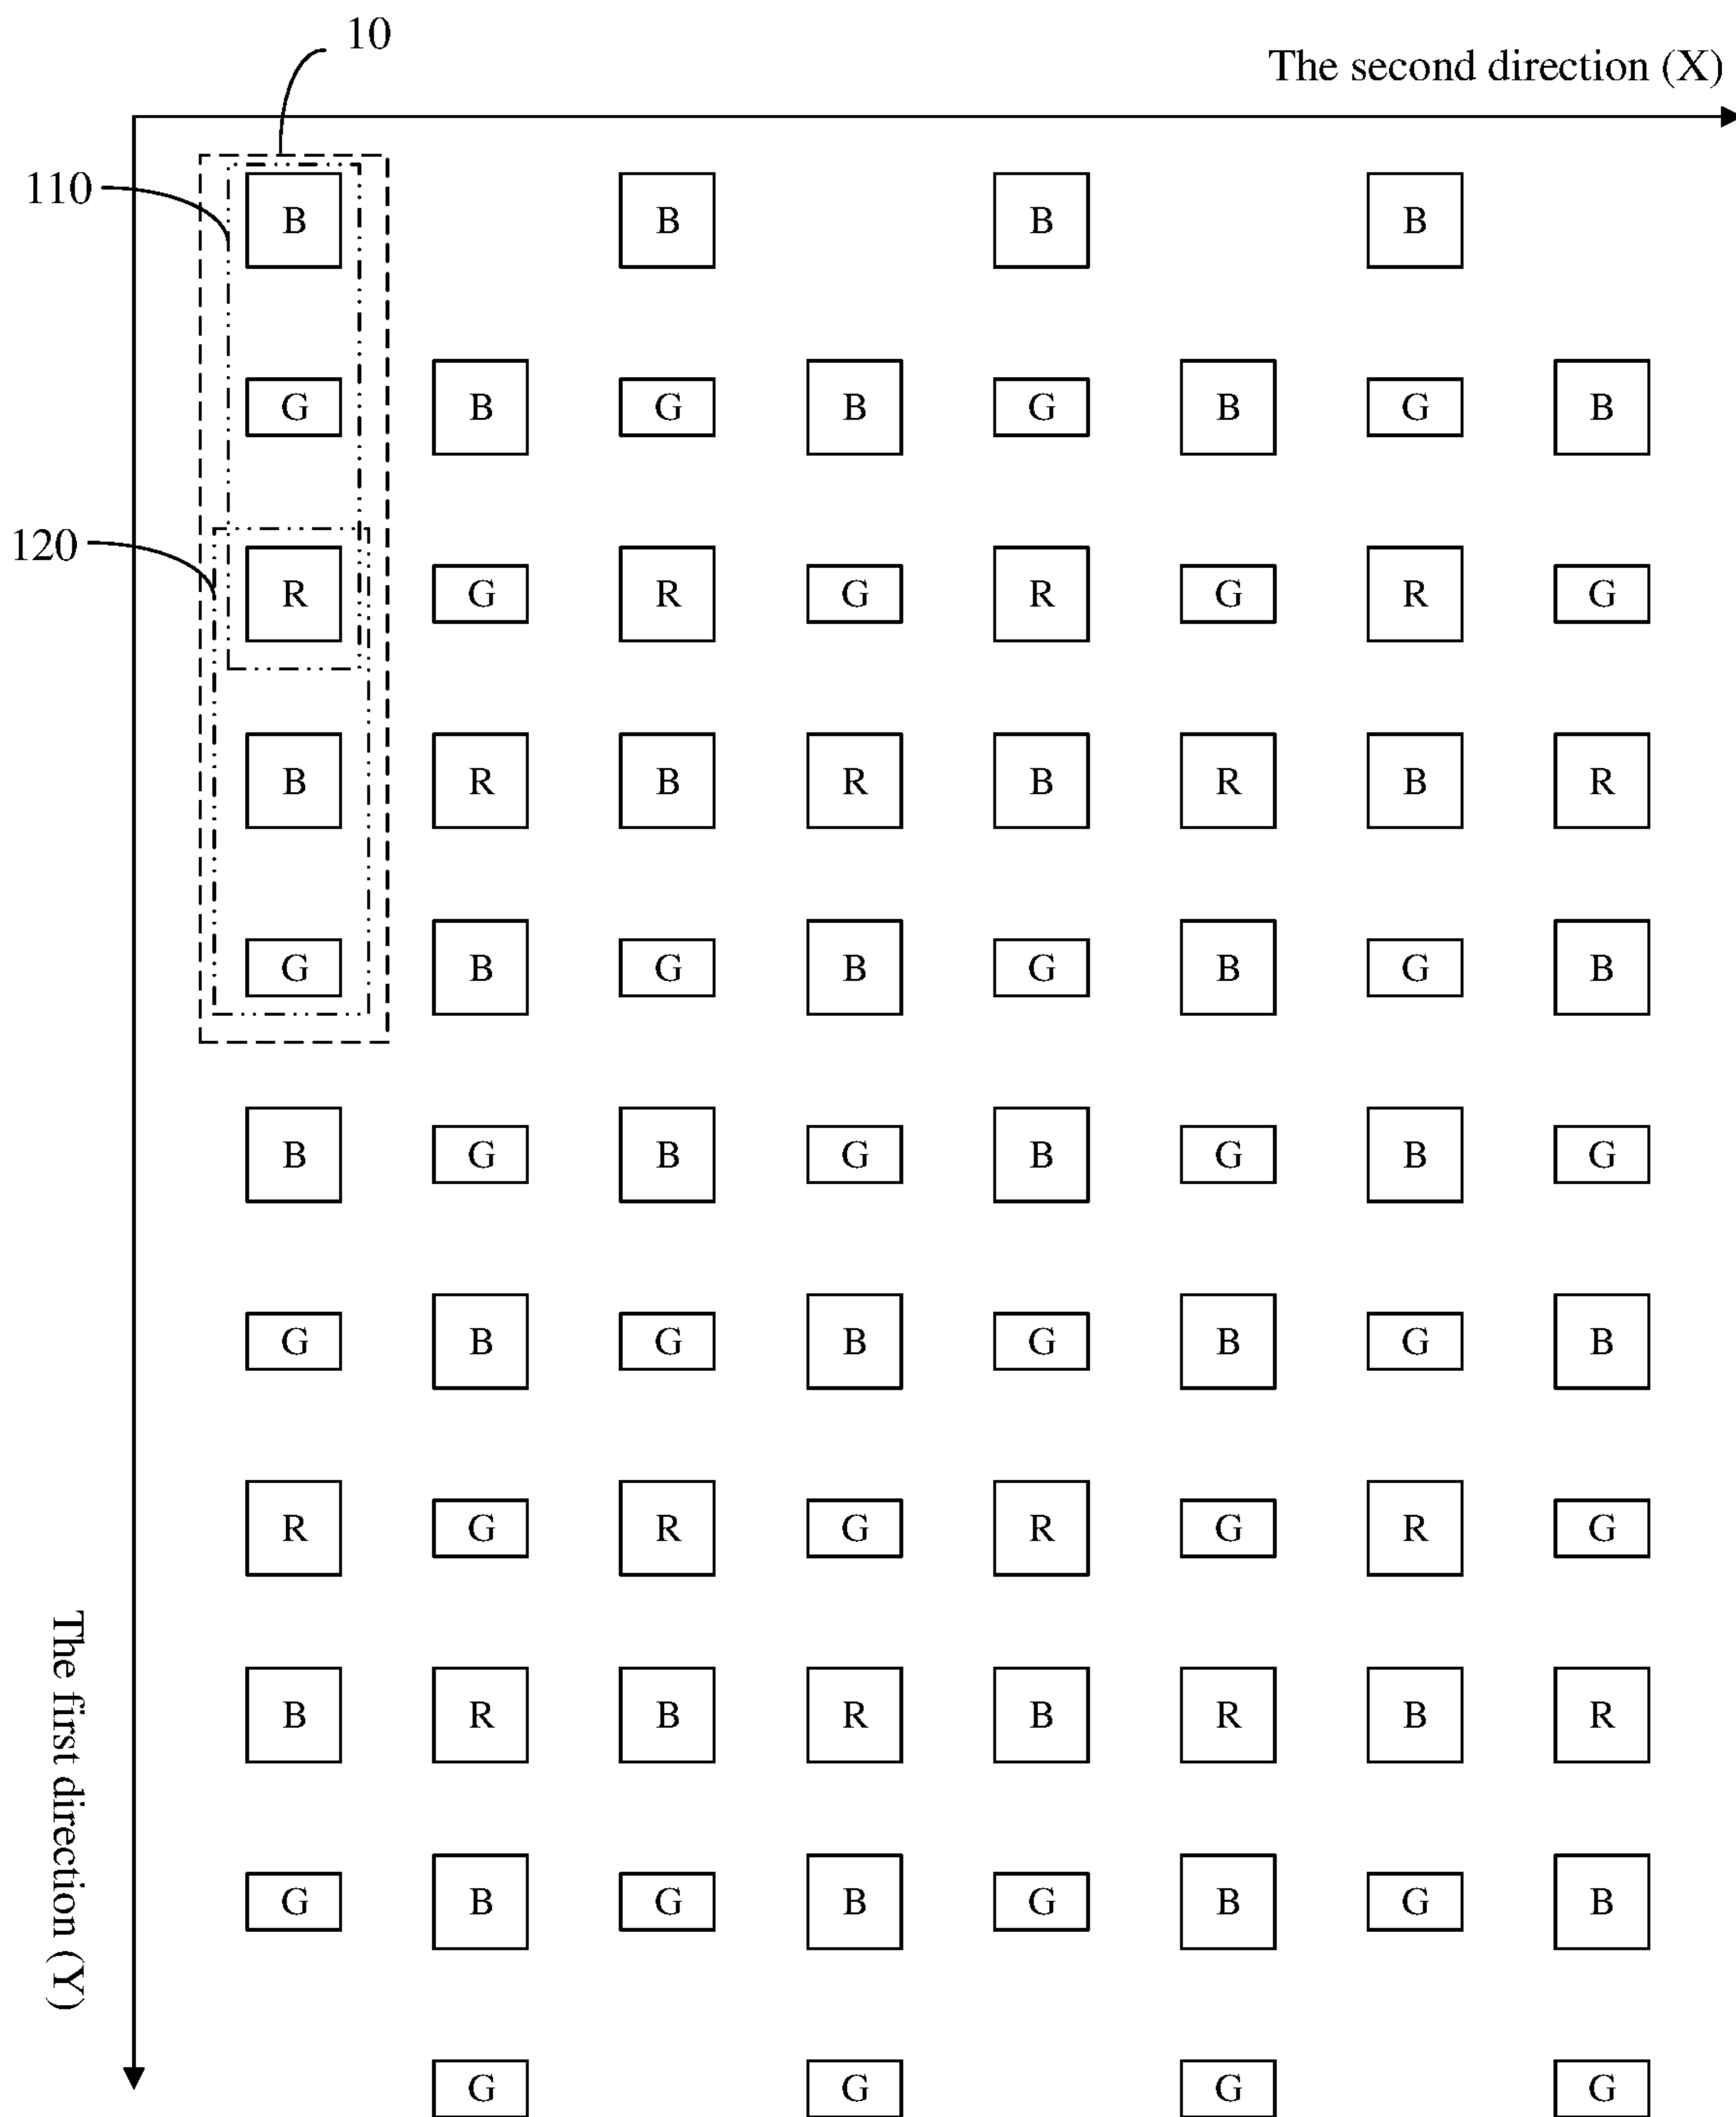 10
The second direction (X)
110
B B B B
G B G B G B G B
120
R G R G R G R G
B R B R B R B R
G B G B G B G B
B G B G B G B G
G B G B G B G B
R G R G R G R G
B R B R B R B R
G B G B G B G B
G G G G
The first direction (Y)